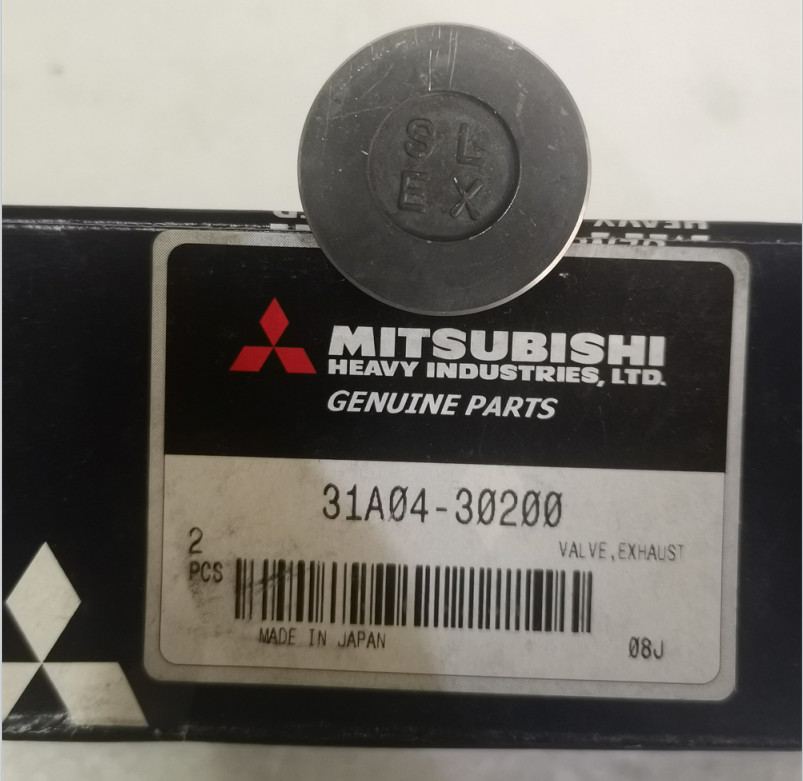 SL
EX
MITSUBISHI
HEAVY INDUSTRIES, LTD.
GENUINE PARTS
31A04-30200
2
PCS
VALVE,EXHAUST
MADE IN JAPAN
08J